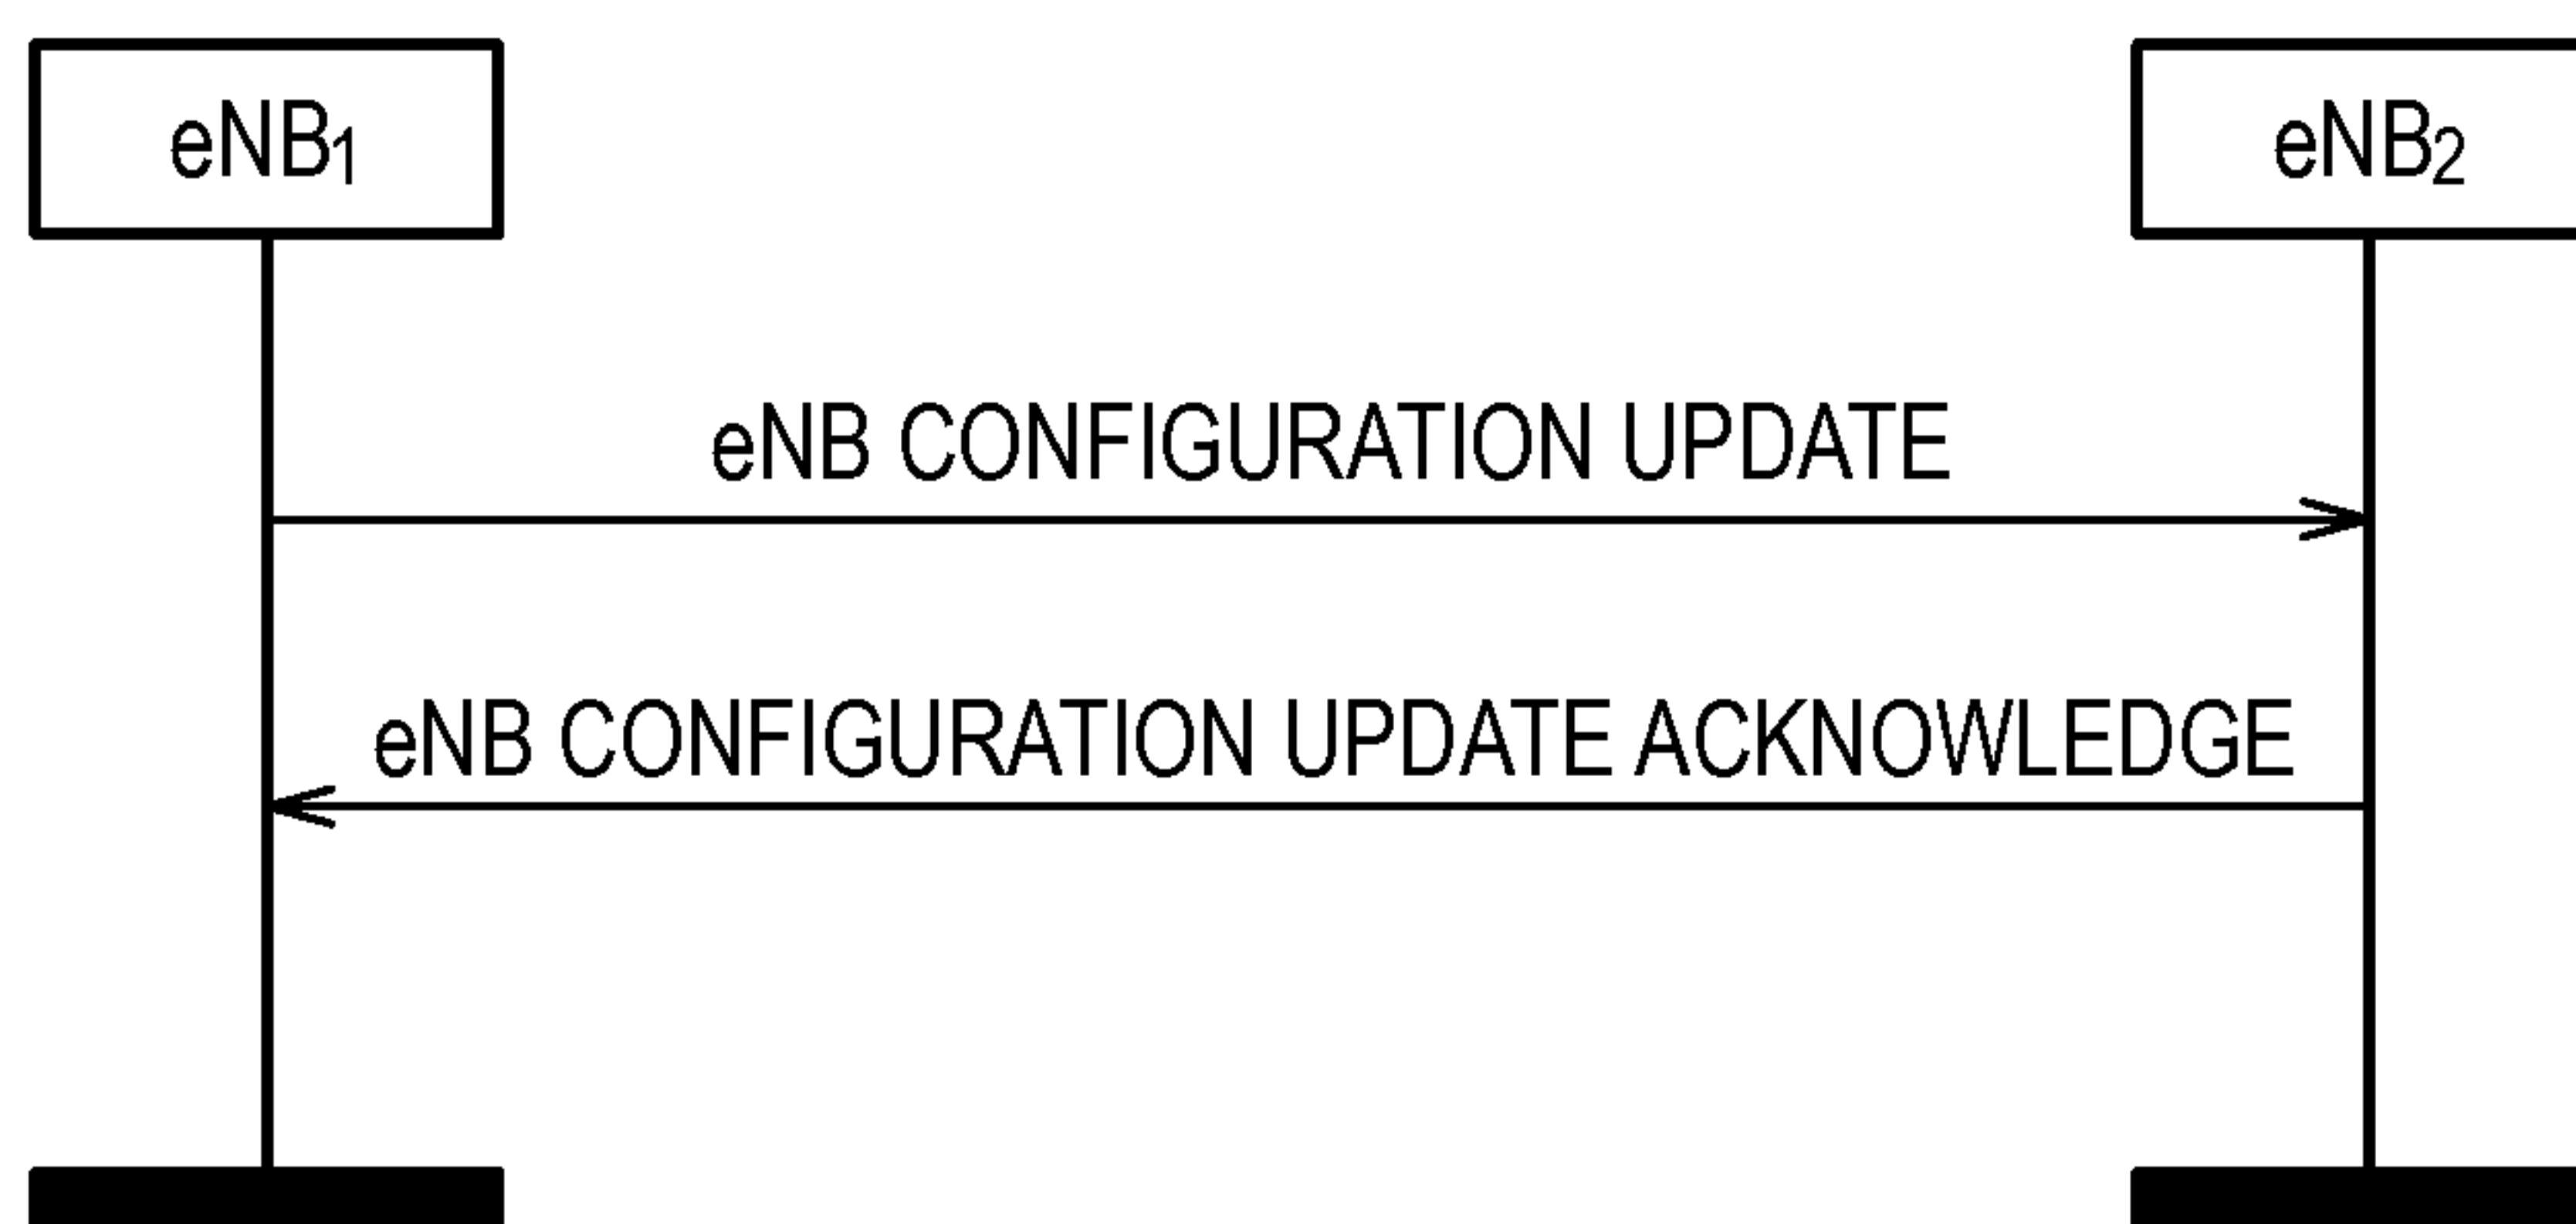 eNB1
eNB2
eNB CONFIGURATION UPDATE
eNB CONFIGURATION UPDATE ACKNOWLEDGE